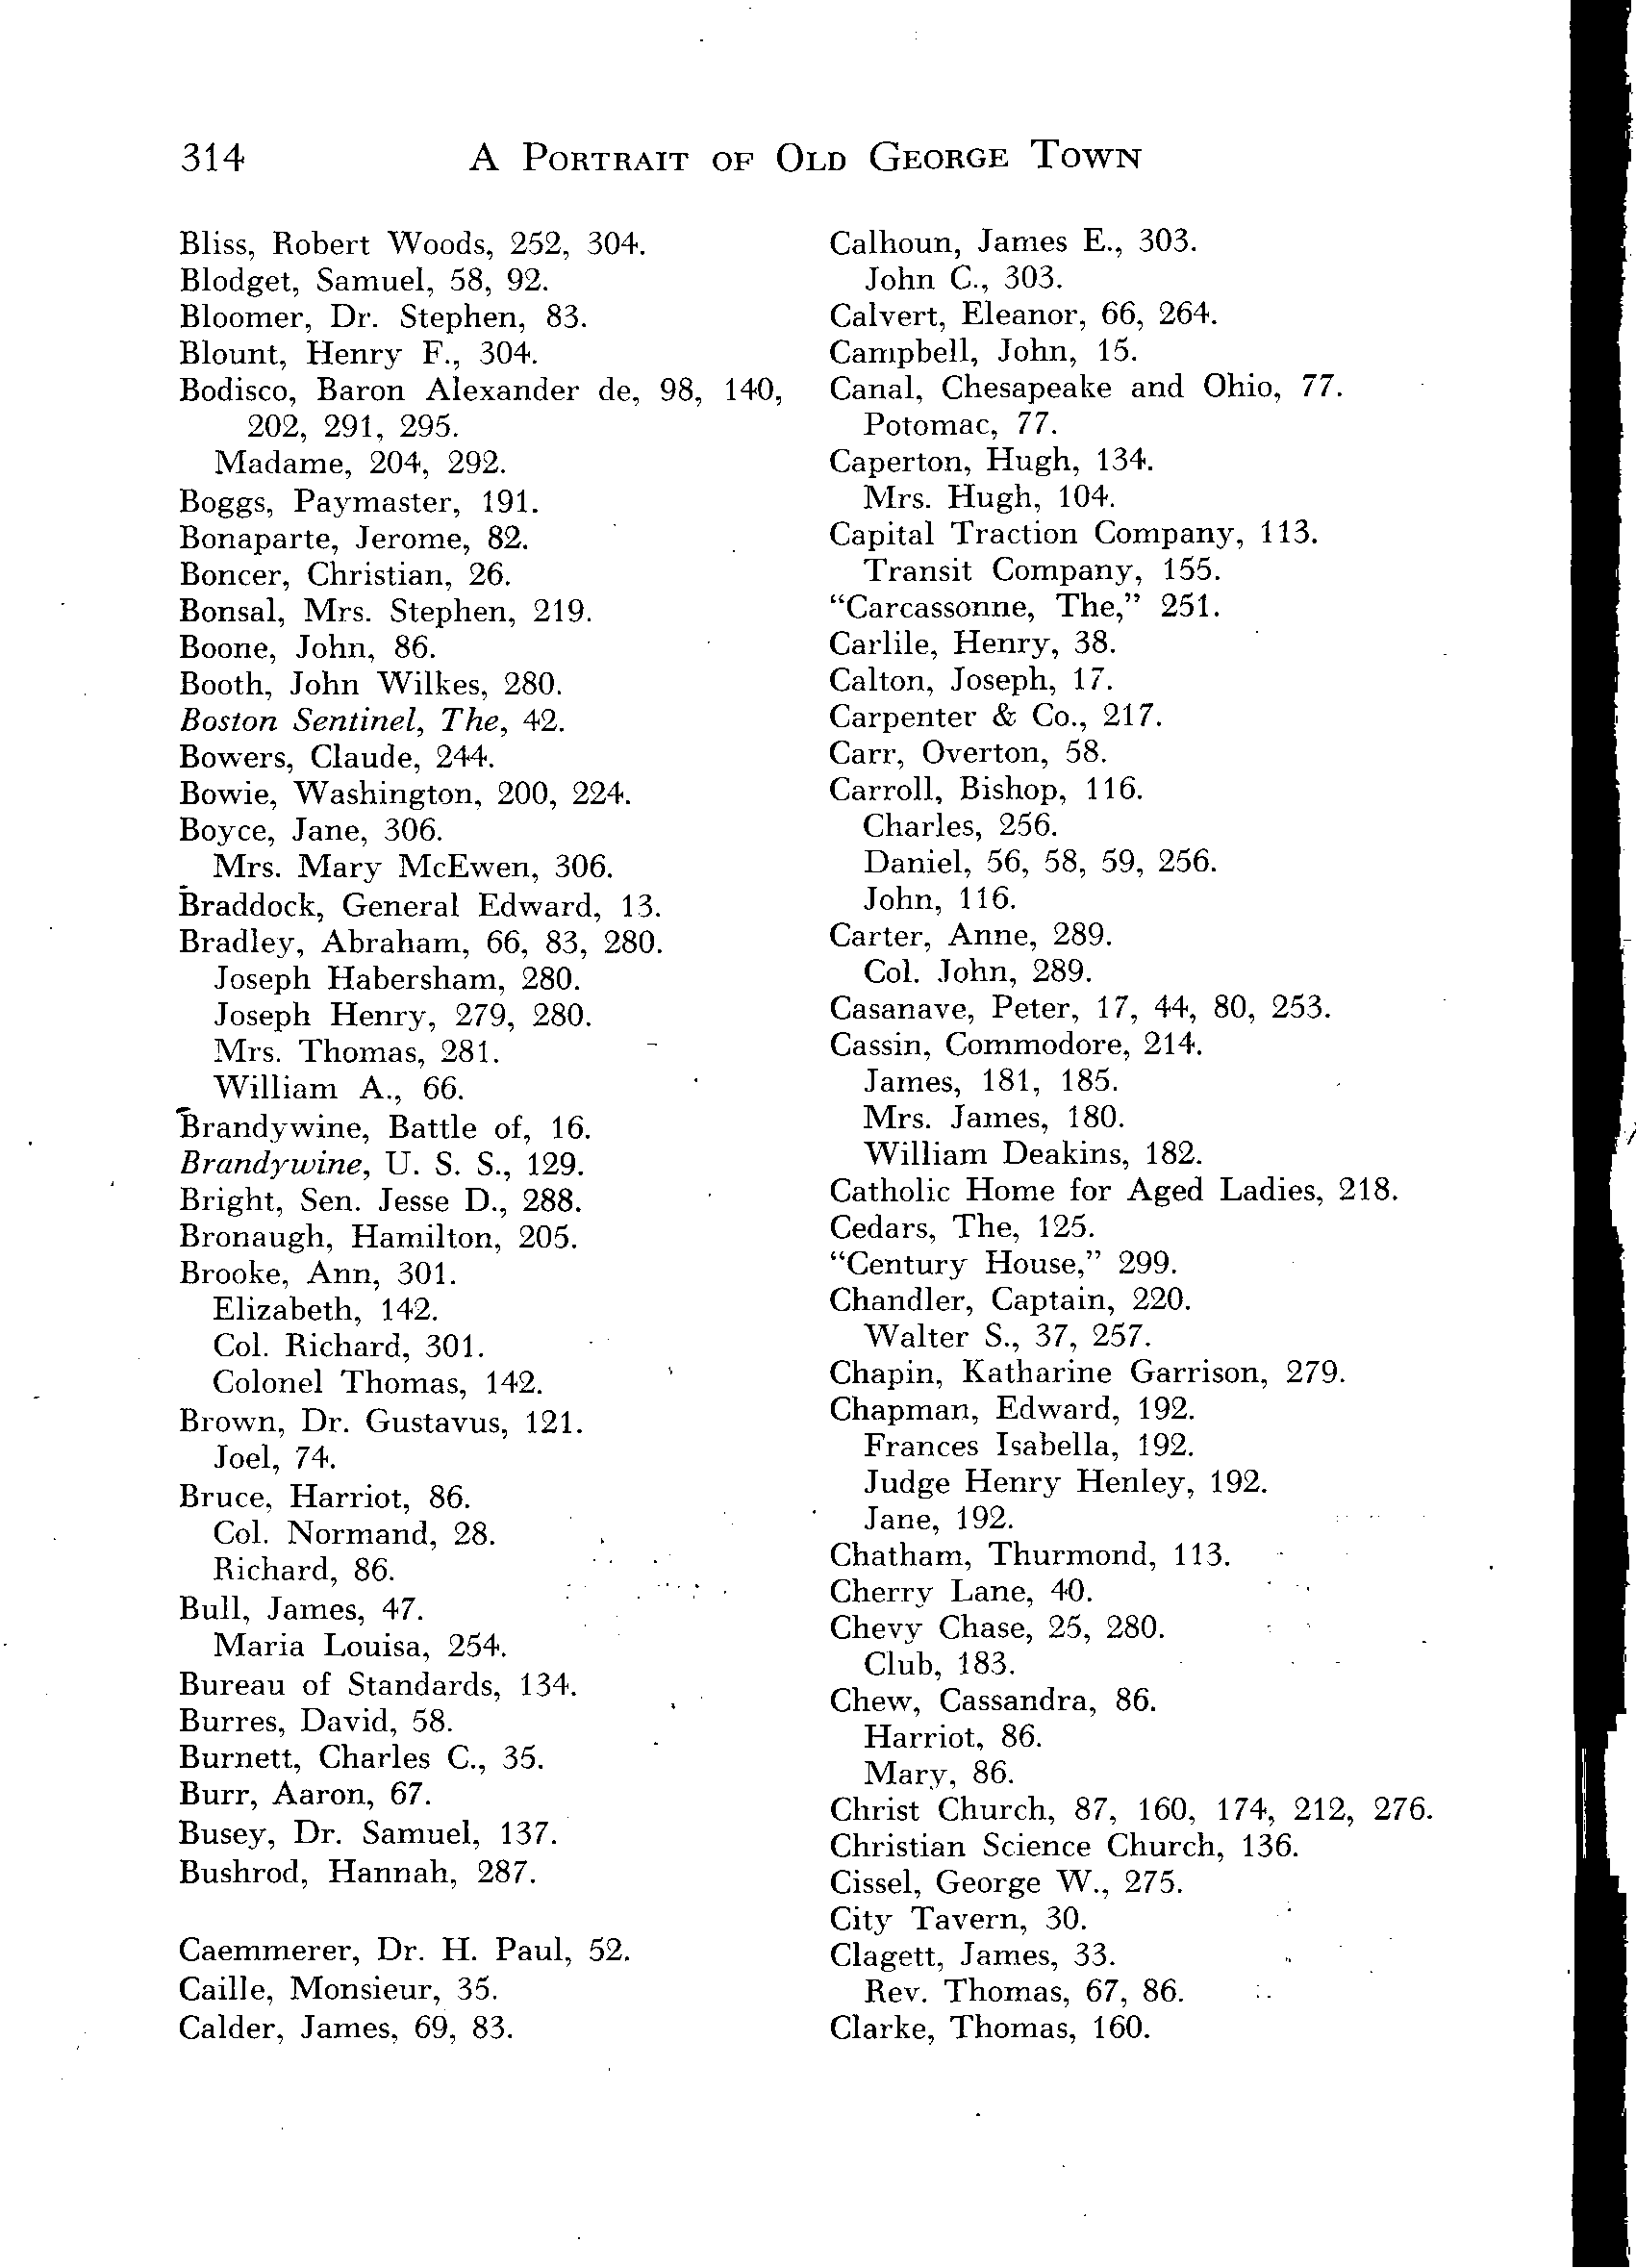 314 A Portrait of Old George Town
Bliss, Robert Woods, 252, 304.
Blodget, Samuel, 58, 92.
Bloomer, Dr. Stephen, 83.
Blount, Henry F., 304.
Bodisco, Baron Alexander de, 98, 140,
202, 291, 295.
Madame, 204, 292.
Boggs, Paymaster, 191.
Bonaparte, Jerome, 82.
Boncer, Christian, 26.
Bonsal, Mrs. Stephen, 219.
Boone, John, 86.
Booth, John Wilkes, 280.
Boston Sentinel, The, 42.
Bowers, Claude, 244.
Bowie, Washington, 200, 224.
Boyce, Jane, 306.
Mrs. Mary McEwen, 306.
Braddock, General Edward, 13.
Bradley, Abraham, 66, 83, 280.
Joseph Habersham, 280.
Joseph Henry, 279, 280.
Mrs. Thomas, 281.
William A., 66.
Brandywine, Battle of, 16.
Brandywine, U. S. S., 129.
Bright, Sen. Jesse D., 288.
Bronaugh, Hamilton, 205.
Brooke, Ann, 301.
Elizabeth, 142.
Col. Richard, 301.
Colonel Thomas, 142.
Brown, Dr. Gustavus, 121.
Joel, 74.
Bruce, Harriot, 86.
Col. Normand, 28.
Richard, 86.
Bull, James, 47.
Maria Louisa, 254.
Bureau of Standards, 134.
Burres, David, 58.
Burnett, Charles C., 35.
Burr, Aaron, 67.
Busey, Dr. Samuel, 137.
Bushrod, Hannah, 287.
Caemmerer, Dr. H. Paul, 52.
Caille, Monsieur, 35.
Calder, James, 69, 83.
Calhoun, James E., 303.
John C., 303.
Calvert, Eleanor, 66, 264.
Campbell, John, 15.
Canal, Chesapeake and Ohio, 77.
Potomac, 77.
Caperton, Hugh, 134.
Mrs. Hugh, 104.
Capital Traction Company, 113.
Transit Company, 155.
“Carcassonne, The,” 251.
Carlile, Henry, 38.
Calton, Joseph, 17.
Carpenter & Co., 217.
Carr, Overton, 58.
Carroll, Bishop, 116.
Charles, 256.
Daniel, 56, 58, 59, 256.
John, 116.
Carter, Anne, 289.
Col. John, 289.
Casanave, Peter, 17, 44, 80, 253.
Cassin, Commodore, 214.
James, 181, 185.
Mrs. James, 180.
William Deakins, 182.
Catholic Home for Aged Ladies, 218.
Cedars, The, 125.
“Century House,” 299.
Chandler, Captain, 220.
Walter S., 37, 257.
Chapin, Katharine Garrison, 279.
Chapman, Edward, 192.
Frances Isabella, 192.
Judge Henry Henley, 192.
Jane, 192.
Chatham, Thurmond, 113.
Cherry Lane, 40.
Chevy Chase, 25, 280.
Club, 183.
Chew, Cassandra, 86.
Harriot, 86.
Mary, 86.
Christ Church, 87, 160, 174, 212, 276.
Christian Science Church, 136.
Cissel, George W., 275.
City Tavern, 30.
Clagett, James, 33.
Rev. Thomas, 67, 86.
Clarke, Thomas, 160.